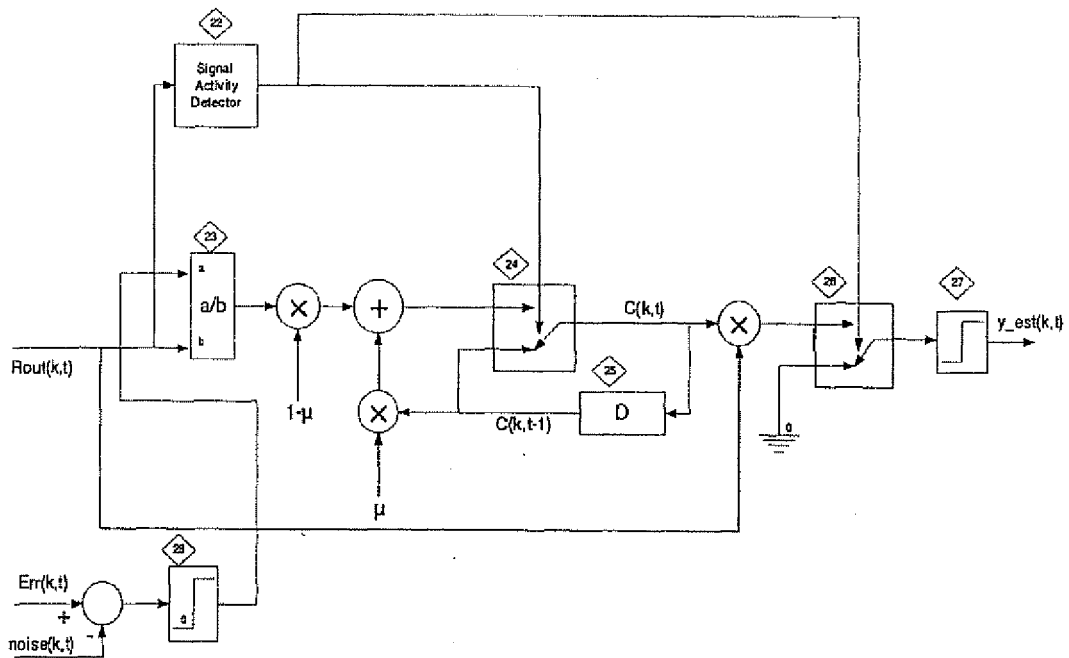 22
Signal
Activity
Detector
23
a
a/b
b
Rout(k,t)
1-μ
μ
24
C(k,t)
25
D
C(k,t-1)
26
0
27
y_est(k,t)
Err(k,t)
+
noise(k,t)
-
0